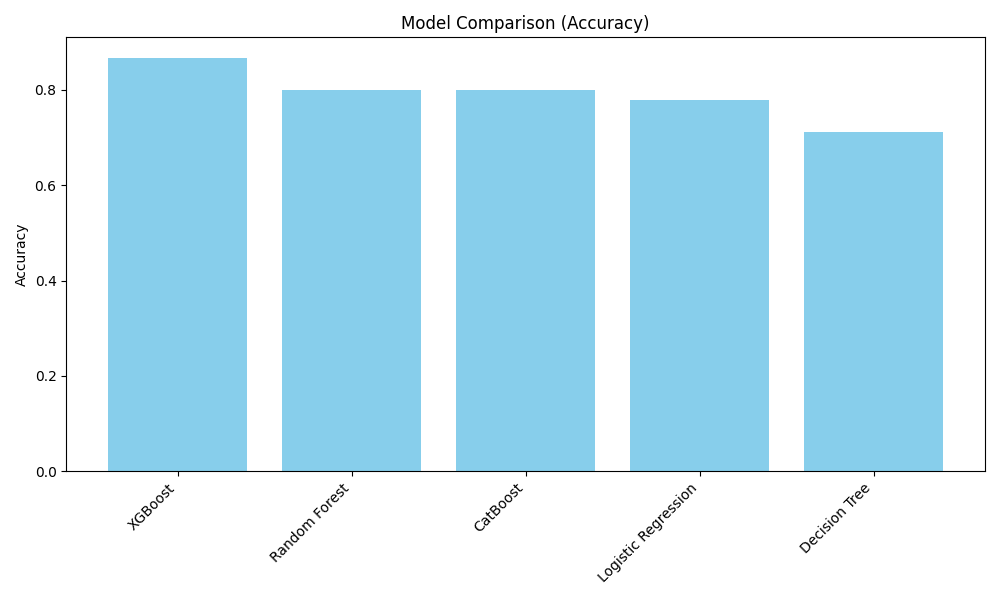 Model Comparison (Accuracy)
Accuracy
0.8
0.6
0.4
0.2
0.0
XGBoost
Random Forest
CatBoost
Logistic Regression
Decision Tree